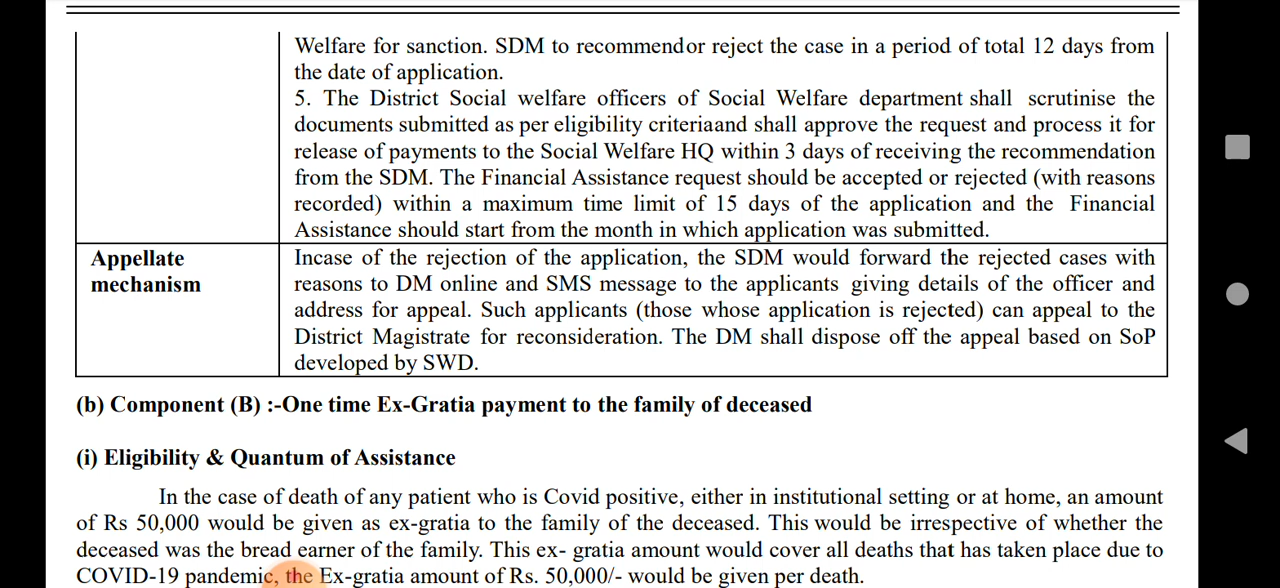 Welfare for sanction. SDM to recommendor reject the case in a period of total 12 days from
the date of application.
5. The District Social welfare officers of Social Welfare department shall scrutinise the
documents submitted as per eligibility criteriaand shall approve the request and process it for
release of payments to the Social Welfare HQ within 3 days of receiving the recommendation
from the SDM. The Financial Assistance request should be accepted or rejected (with reasons
recorded) within a maximum time limit of 15 days of the application and the Financial
Assistance should start from the month in which application was submitted.
Appellate
mechanism
Incase of the rejection of the application, the SDM would forward the rejected cases with
reasons to DM online and SMS message to the applicants giving details of the officer and
address for appeal. Such applicants (those whose application is rejected) can appeal to the
District Magistrate for reconsideration. The DM shall dispose off the appeal based on SoP
developed by SWD.
(b) Component (B) :-One time Ex-Gratia payment to the family of deceased
(i) Eligibility & Quantum of Assistance
In the case of death of any patient who is Covid positive, either in institutional setting or at home, an amount
of Rs 50,000 would be given as ex-gratia to the family of the deceased. This would be irrespective of whether the
deceased was the bread earner of the family. This ex- gratia amount would cover all deaths that has taken place due to
COVID-19 pandemic, the Ex-gratia amount of Rs. 50,000/- would be given per death.